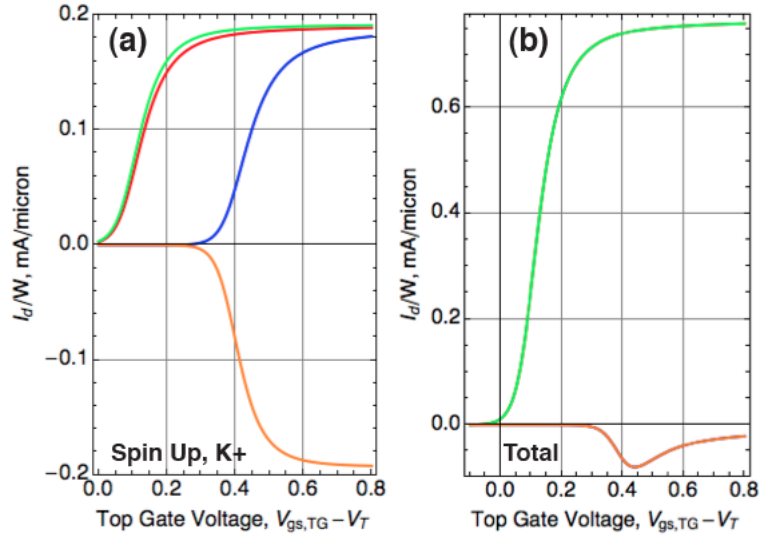 (a)
0.2
0.1
0.0
−0.1
−0.2
I_d/W, mA/micron
Spin Up, K+
0.0 0.2 0.4 0.6 0.8
Top Gate Voltage, V_gs,TG − V_T
(b)
0.6
0.4
0.2
0.0
I_d/W, mA/micron
Total
0.0 0.2 0.4 0.6 0.8
Top Gate Voltage, V_gs,TG − V_T